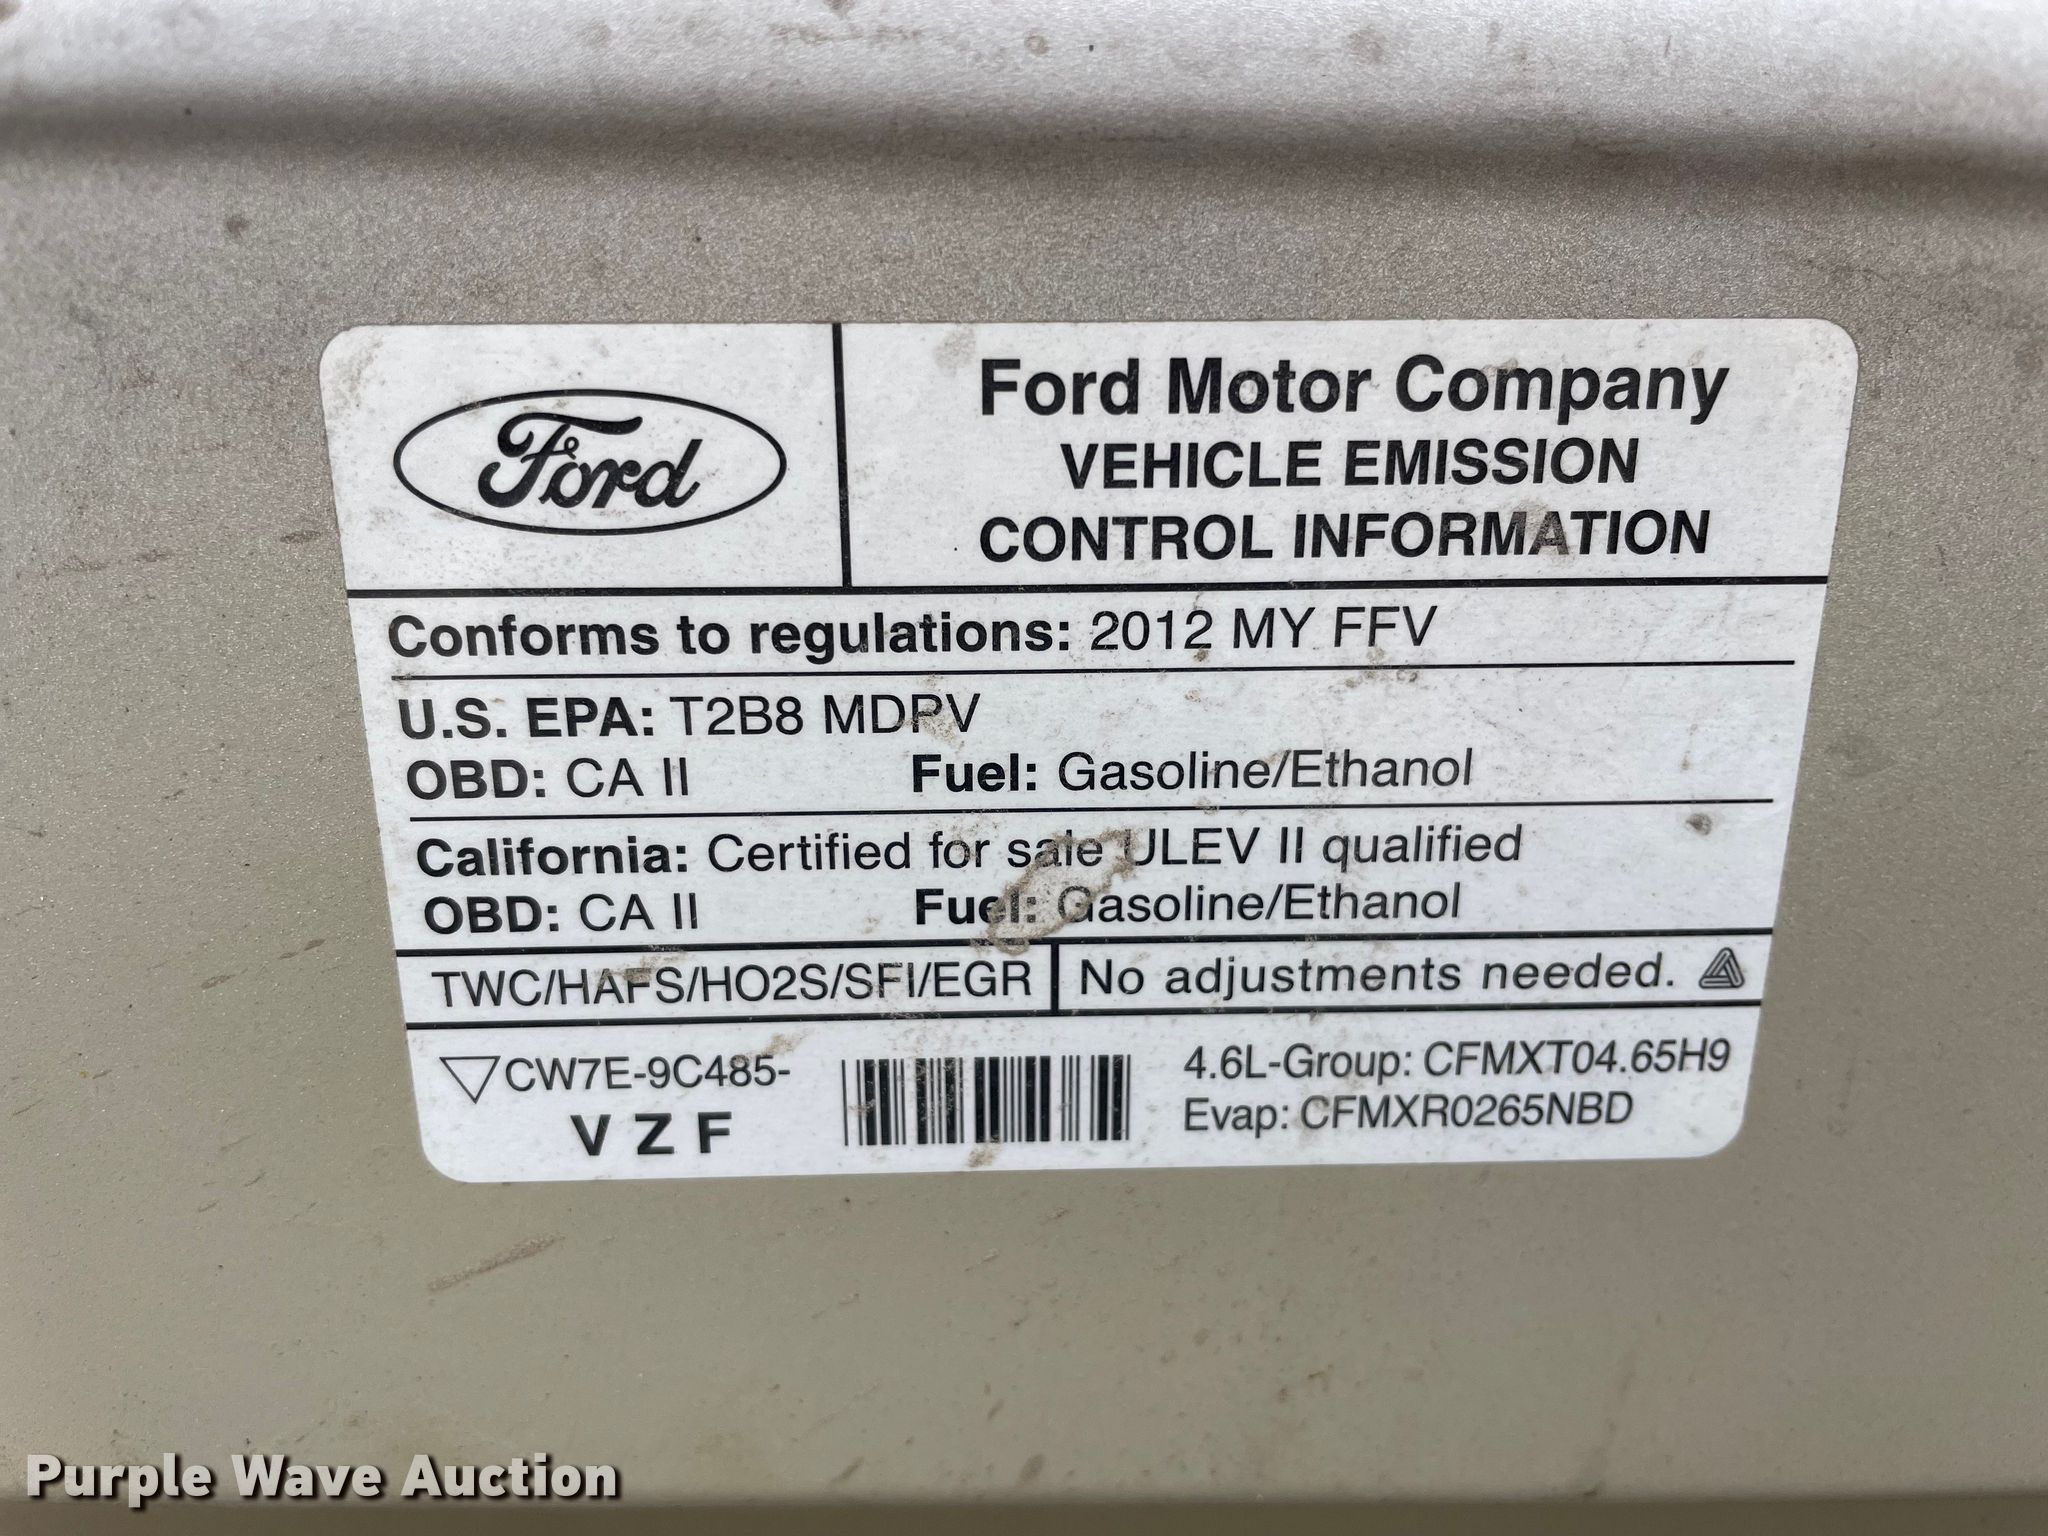 Ford
Ford Motor Company
VEHICLE EMISSION
CONTROL INFORMATION
Conforms to regulations: 2012 MY FFV
U.S. EPA: T2B8 MDPV
OBD: CA II Fuel: Gasoline/Ethanol
California: Certified for sale ULEV II qualified
OBD: CA II Fuel: Gasoline/Ethanol
TWC/HAFS/HO2S/SFI/EGR No adjustments needed.
CW7E-9C485-
VZF
4.6L-Group: CFMXT04.65H9
Evap: CFMXR0265NBD
Purple Wave Auction